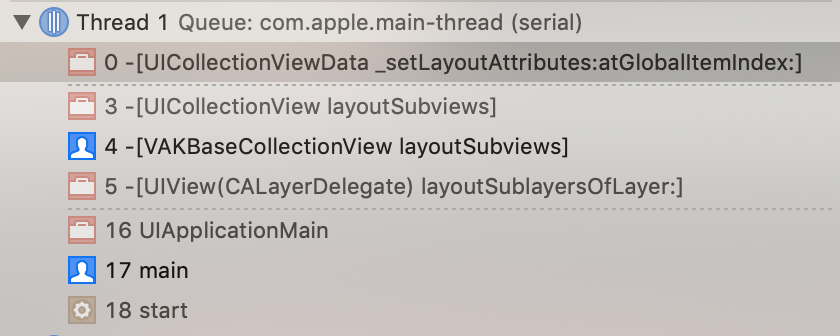 Thread 1 Queue: com.apple.main-thread (serial)
0 -[UICollectionViewData _setLayoutAttributes:atGlobalItemIndex:]
3 -[UICollectionView layoutSubviews]
4 -[VAKBaseCollectionView layoutSubviews]
5 -[UIView(CALayerDelegate) layoutSublayersOfLayer:]
16 UIApplicationMain
17 main
18 start